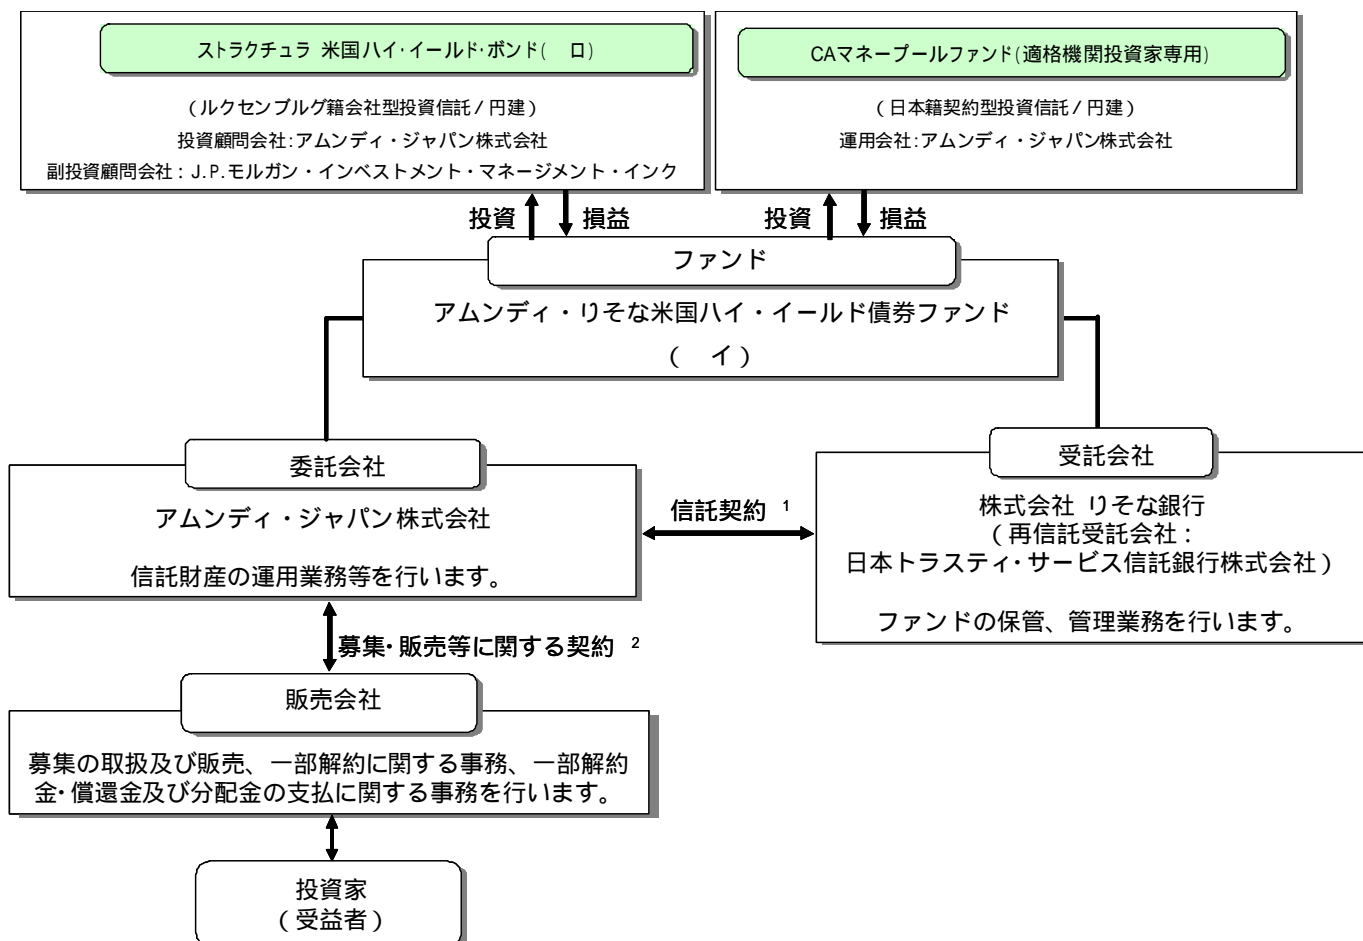 ストラクチュラ 米国ハイ・イールド・ボンド( ロ)
(ルクセンブルグ籍会社型投資信託/円建)
投資顧問会社:アムンディ・ジャパン株式会社
副投資顧問会社:J.P.モルガン・インベストメント・マネージメント・インク
CAマネープールファンド(適格機関投資家専用)
(日本籍契約型投資信託/円建)
運用会社:アムンディ・ジャパン株式会社
投資
損益
投資
損益
ファンド
アムンディ・りそな米国ハイ・イールド債券ファンド
( イ)
委託会社
アムンディ・ジャパン株式会社
信託財産の運用業務等を行います。
信託契約 1
受託会社
株式会社 りそな銀行
(再信託受託会社:
日本トラスティ・サービス信託銀行株式会社)
ファンドの保管、管理業務を行います。
募集・販売等に関する契約 2
販売会社
募集の取扱及び販売、一部解約に関する事務、一部解約
金・償還金及び分配金の支払に関する事務を行います。
投資家
(受益者)